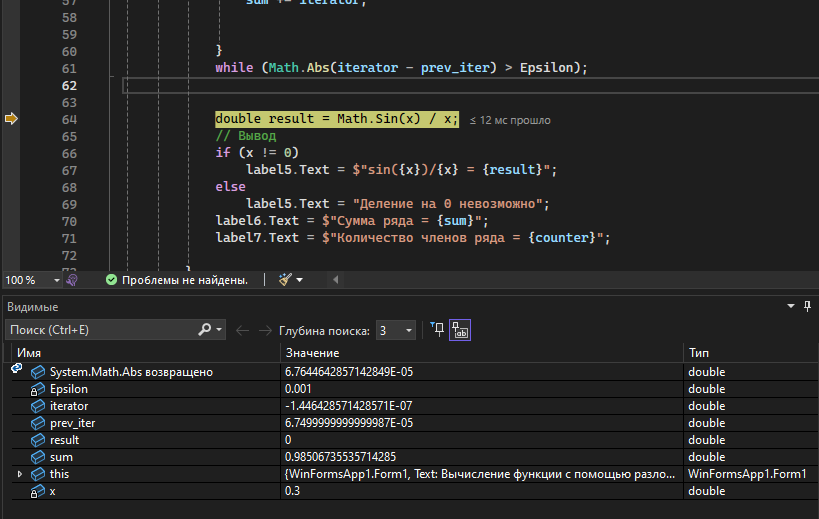 57 sum += iterator;
58
59
60 }
61 while (Math.Abs(iterator - prev_iter) > Epsilon);
62
63
64 double result = Math.Sin(x) / x; ≤ 12 мс прошло
65 // Вывод
66 if (x != 0)
67 label5.Text = $"sin({x})/{x} = {result}";
68 else
69 label5.Text = "Деление на 0 невозможно";
70 label6.Text = $"Сумма ряда = {sum}";
71 label7.Text = $"Количество членов ряда = {counter}";
72
73 }
100 % Проблемы не найдены.
Видимые
Поиск (Ctrl+E) Глубина поиска: 3
Имя Значение Тип
System.Math.Abs возвращено 6.7644642857142849E-05 double
Epsilon 0.001 double
iterator -1.446428571428571E-07 double
prev_iter 6.7499999999999987E-05 double
result 0 double
sum 0.98506735535714285 double
this {WinFormsApp1.Form1, Text: Вычисление функции с помощью разло... WinFormsApp1.Form1
x 0.3 double